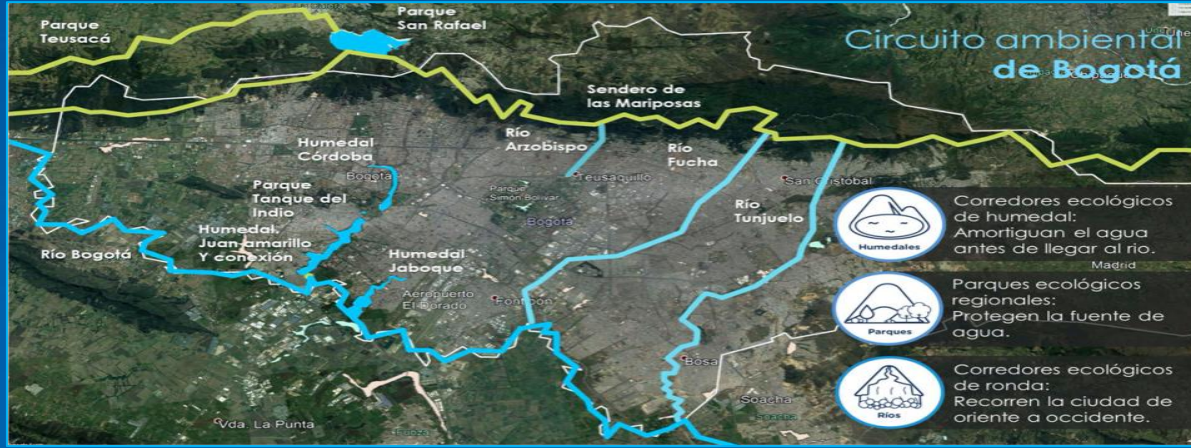 Parque
Teusacá
Parque
San Rafael
Circuito ambiental
de Bogotá
Sendero de
las Mariposas
Río
Arzobispo
Río
Fucha
Humedal
Córdoba
Bogotá
Teusaquillo
San Cristóbal
Parque
Simón Bolívar
Bogotá
Parque
Tanque del
Indio
Río
Tunjuelo
Humedal
Juan amarillo
Y conexión
Río Bogotá
Humedal
Jaboque
Aeropuerto
El Dorado
Fontibón
Bosa
Soacha
Soacha
Vda. La Punta
Madrid
Humedales
Corredores ecológicos
de humedal:
Amortiguan el agua
antes de llegar al rio.
Parques
Parques ecológicos
regionales:
Protegen la fuente de
agua.
Ríos
Corredores ecológicos
de ronda:
Recorren la ciudad de
oriente a occidente.